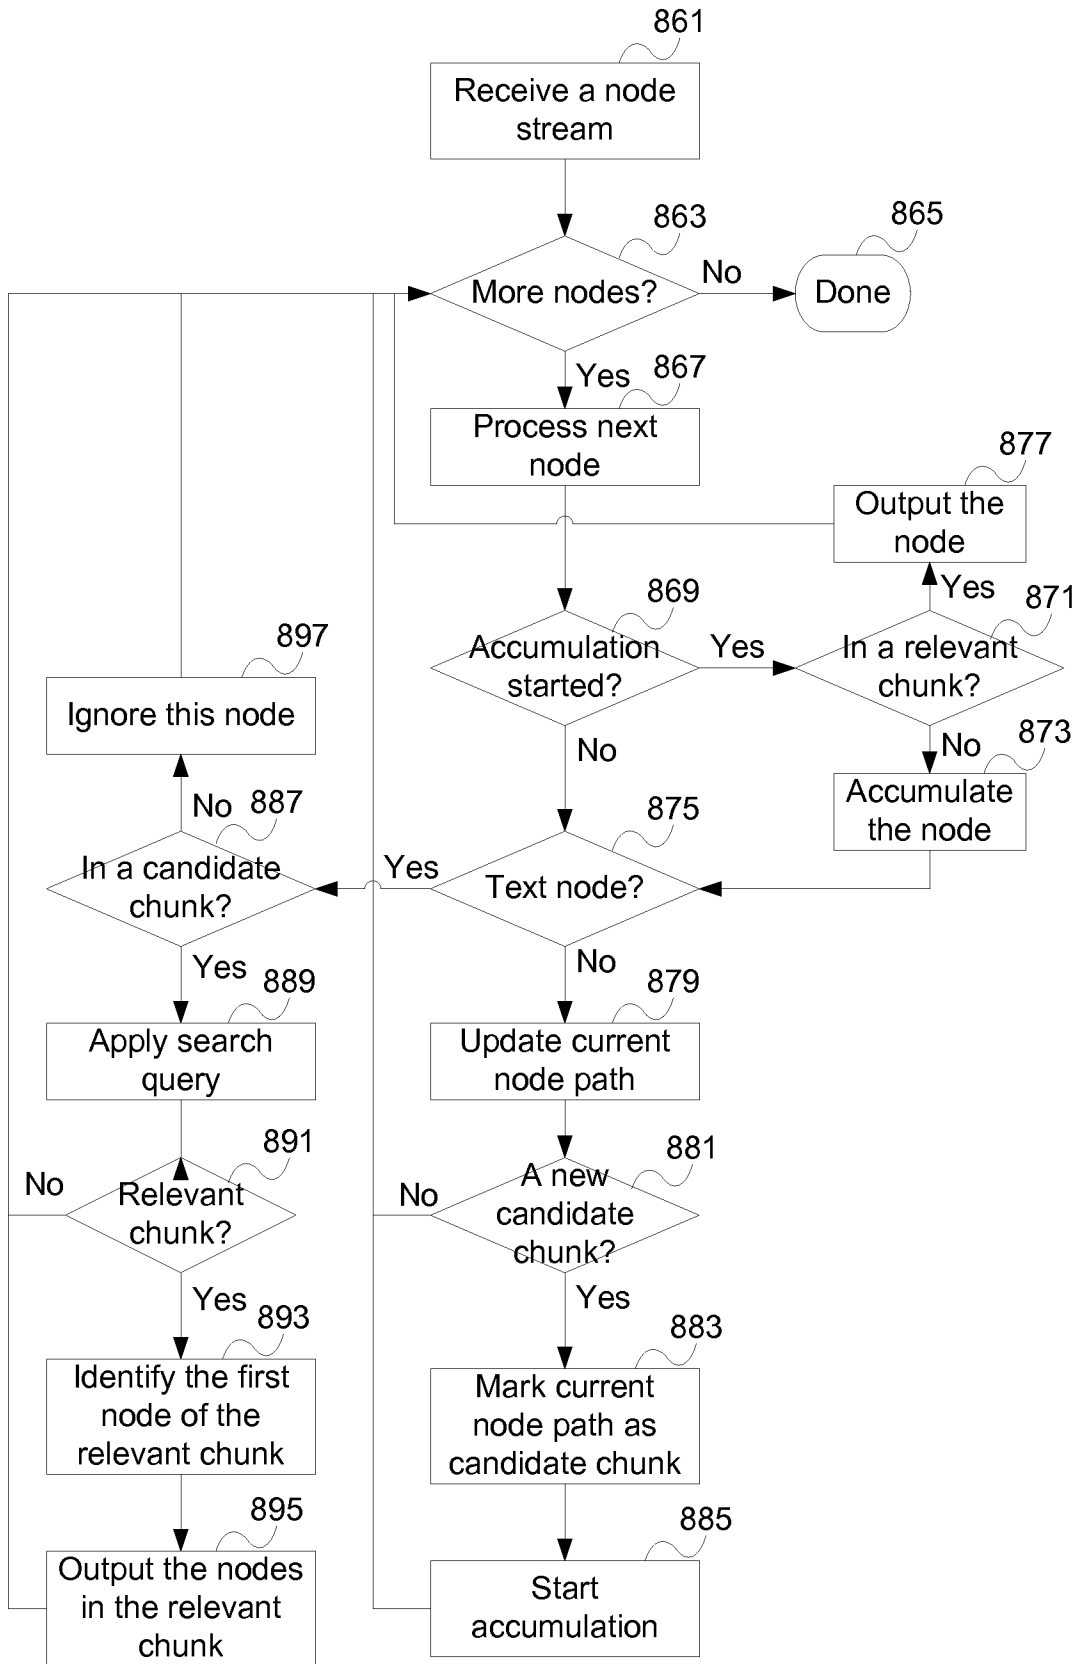 861
Receive a node
stream
863
More nodes?
No
865
Done
Yes
867
Process next
node
877
Output the
node
Yes
869
Accumulation
started?
Yes
871
In a relevant
chunk?
No
No
873
Accumulate
the node
897
Ignore this node
No
887
In a candidate
chunk?
Yes
875
Text node?
Yes
No
889
Apply search
query
879
Update current
node path
891
Relevant
chunk?
No
881
A new
candidate
chunk?
No
Yes
Yes
893
Identify the first
node of the
relevant chunk
883
Mark current
node path as
candidate chunk
895
Output the nodes
in the relevant
chunk
885
Start
accumulation